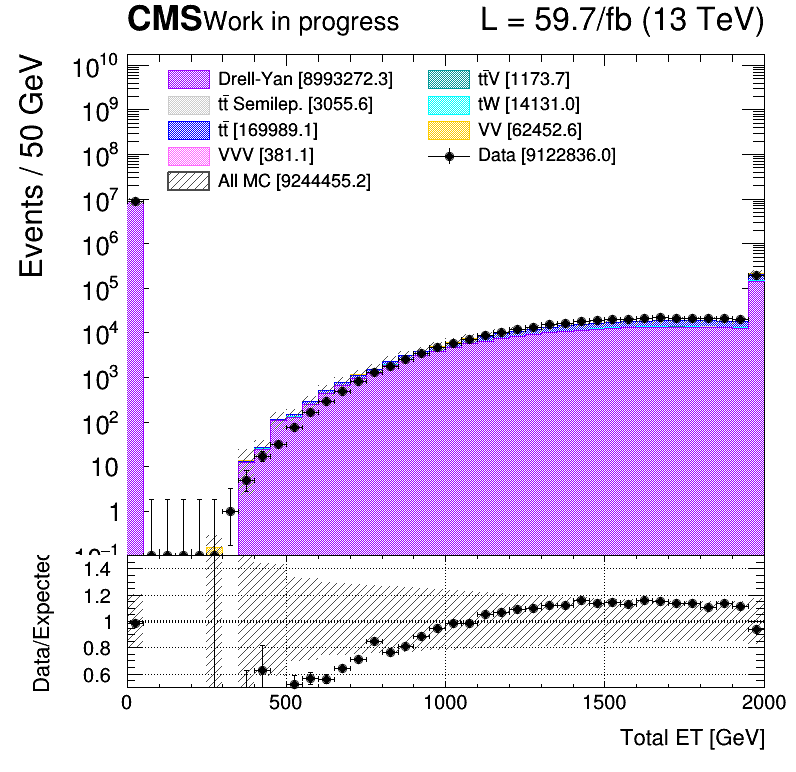 CMS Work in progress L = 59.7/fb (13 TeV)
Events / 50 GeV
10¹⁰
10⁹
10⁸
10⁷
10⁶
10⁵
10⁴
10³
10²
10
1
10⁻¹
Drell-Yan [8993272.3]
tt̄ Semilep. [3055.6]
tt̄ [169989.1]
VVV [381.1]
All MC [9244455.2]
tt̄V [1173.7]
tW [14131.0]
VV [62452.6]
Data [9122836.0]
Data/Expected
1.4
1.2
1
0.8
0.6
0 500 1000 1500 2000
Total ET [GeV]